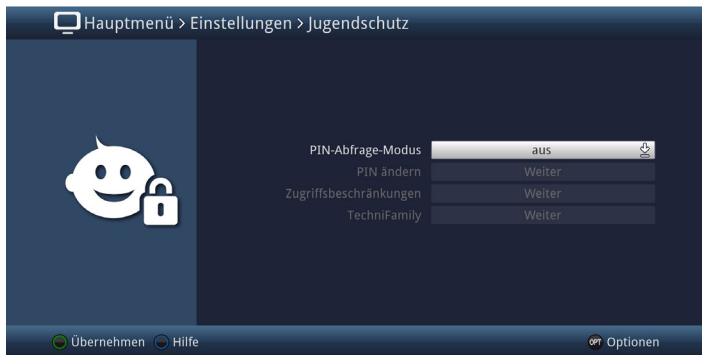 Hauptmenü > Einstellungen > Jugendschutz
PIN-Abfrage-Modus aus
PIN ändern Weiter
Zugriffsbeschränkungen Weiter
TechniFamily Weiter
Übernehmen Hilfe OPT Optionen